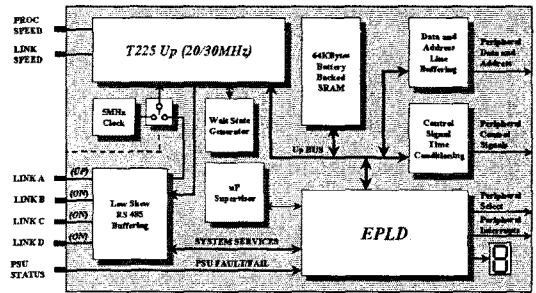 PROC
SPEED
LINK
SPEED
T225 Up (20/30MHz)
64KBytes
Battery
Backed
SRAM
Data and
Address
Line
Buffering
Peripheral
Data and
Address
5MHz
Clock
Wait State
Generator
Control
Signal
Time
Conditioning
Peripheral
Control
Signals
Up BUS
LINK A
(UP)
LINK B
(ON)
LINK C
(ON)
LINK D
(ON)
Low Skew
RS 485
Buffering
uP
Supervisor
EPLD
Peripheral
Select
Peripheral
Interrupts
SYSTEM SERVICES
PSU
STATUS
PSU FAULT/FAIL
8